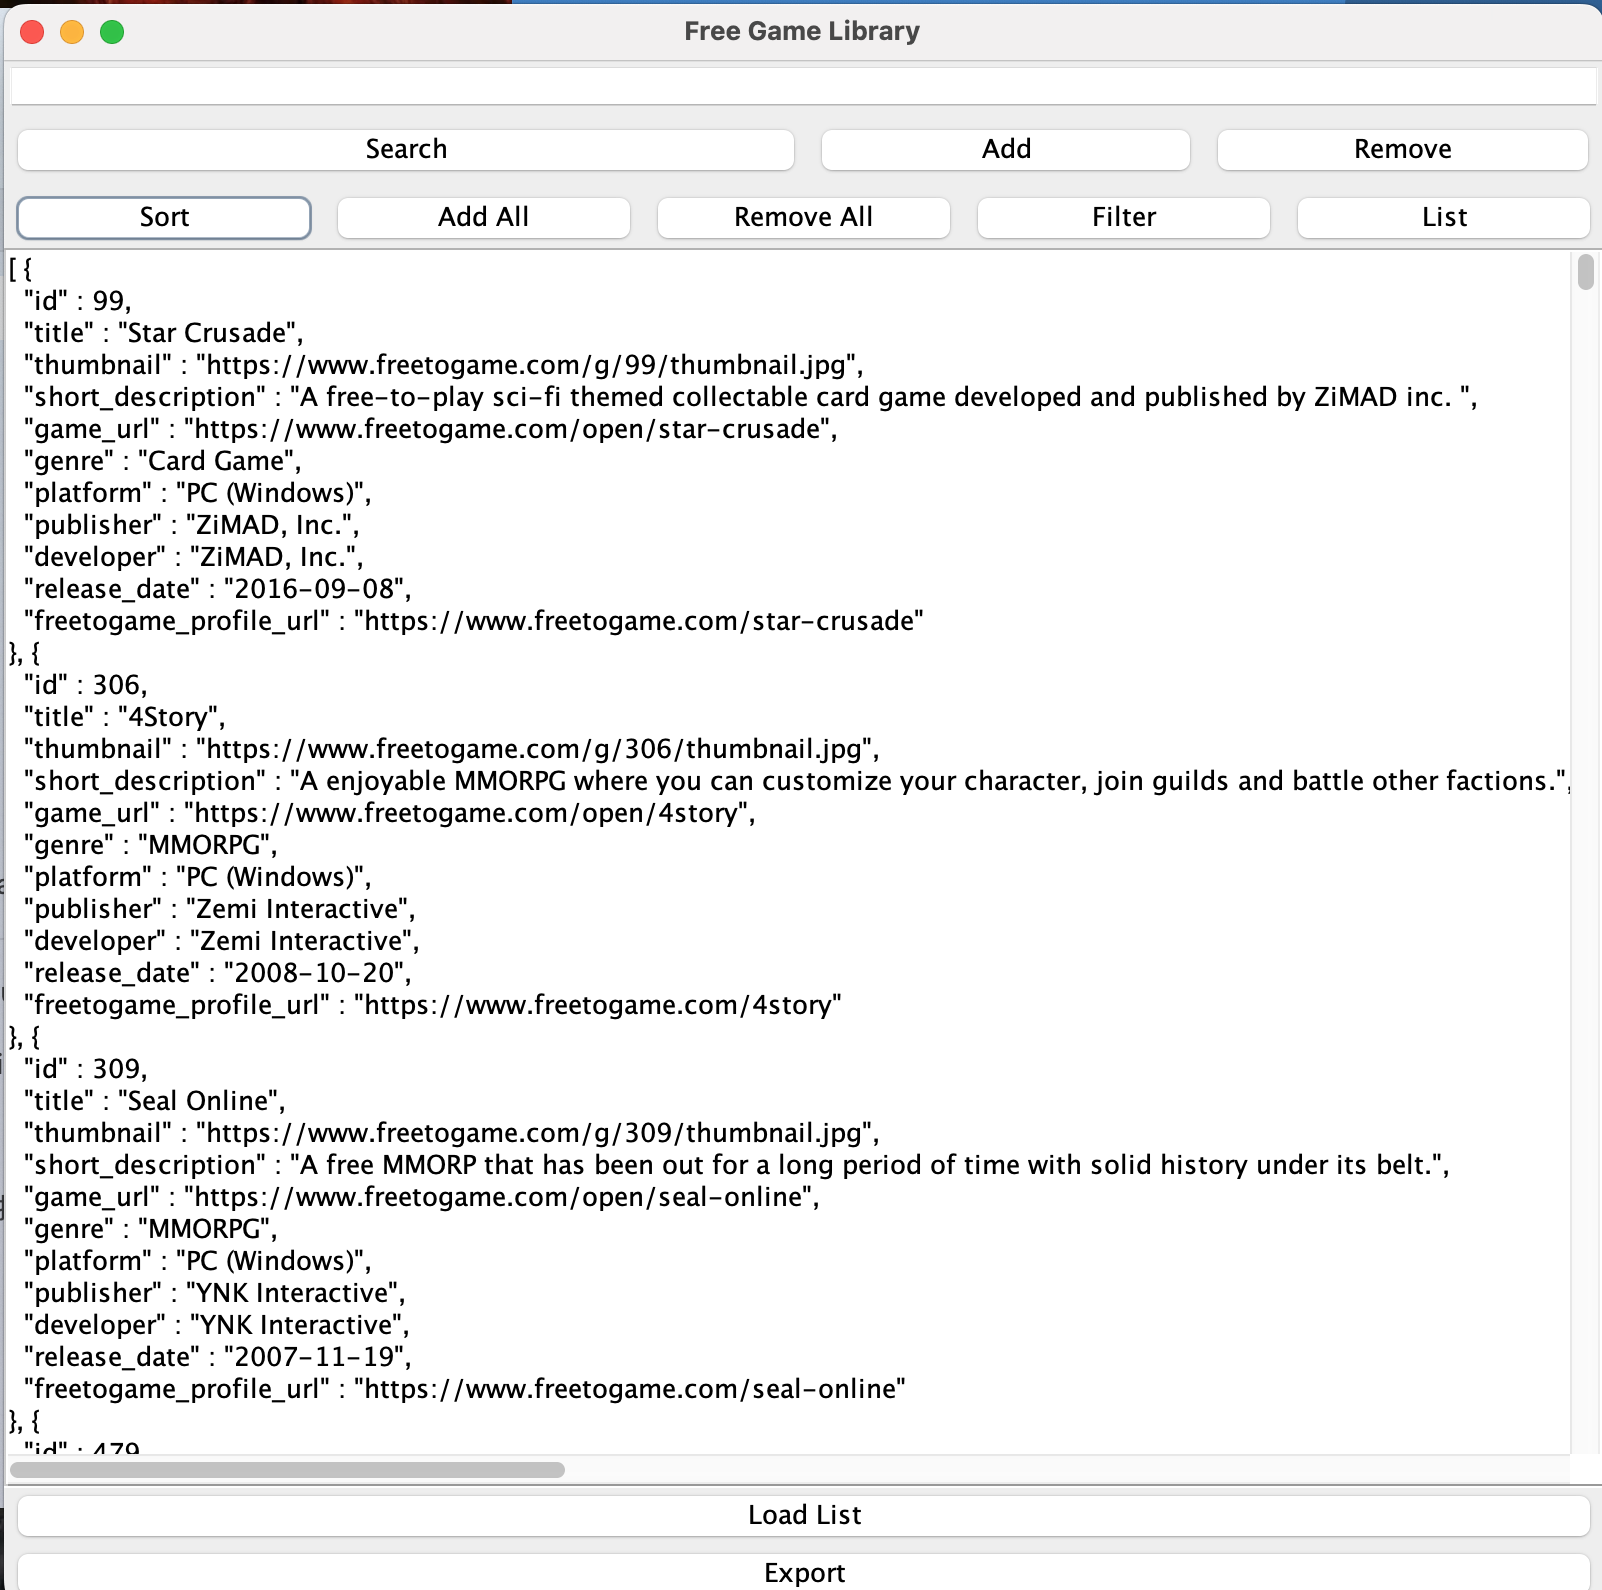 Free Game Library
Search Add Remove
Sort Add All Remove All Filter List
[ {
"id" : 99,
"title" : "Star Crusade",
"thumbnail" : "https://www.freetogame.com/g/99/thumbnail.jpg",
"short_description" : "A free-to-play sci-fi themed collectable card game developed and published by ZiMAD inc. ",
"game_url" : "https://www.freetogame.com/open/star-crusade",
"genre" : "Card Game",
"platform" : "PC (Windows)",
"publisher" : "ZiMAD, Inc.",
"developer" : "ZiMAD, Inc.",
"release_date" : "2016-09-08",
"freetogame_profile_url" : "https://www.freetogame.com/star-crusade"
}, {
"id" : 306,
"title" : "4Story",
"thumbnail" : "https://www.freetogame.com/g/306/thumbnail.jpg",
"short_description" : "A enjoyable MMORPG where you can customize your character, join guilds and battle other factions.",
"game_url" : "https://www.freetogame.com/open/4story",
"genre" : "MMORPG",
"platform" : "PC (Windows)",
"publisher" : "Zemi Interactive",
"developer" : "Zemi Interactive",
"release_date" : "2008-10-20",
"freetogame_profile_url" : "https://www.freetogame.com/4story"
}, {
"id" : 309,
"title" : "Seal Online",
"thumbnail" : "https://www.freetogame.com/g/309/thumbnail.jpg",
"short_description" : "A free MMORP that has been out for a long period of time with solid history under its belt.",
"game_url" : "https://www.freetogame.com/open/seal-online",
"genre" : "MMORPG",
"platform" : "PC (Windows)",
"publisher" : "YNK Interactive",
"developer" : "YNK Interactive",
"release_date" : "2007-11-19",
"freetogame_profile_url" : "https://www.freetogame.com/seal-online"
}, {
"id" : 479
Load List
Export